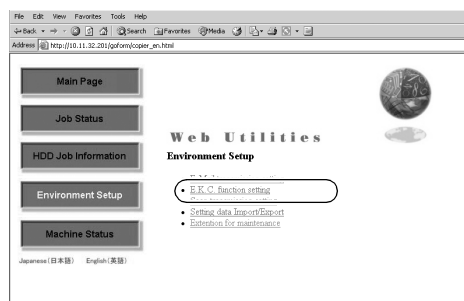 File Edit View Favorites Tools Help
Back Search Favorites Media
Address http://10.11.32.201/goform/copier_en.html
Main Page
Job Status
HDD Job Information
Environment Setup
Machine Status
Japanese(日本語) English(英語)
Web Utilities
Environment Setup
E.K.C. function setting
Setting data Import/Export
Extention for maintenance